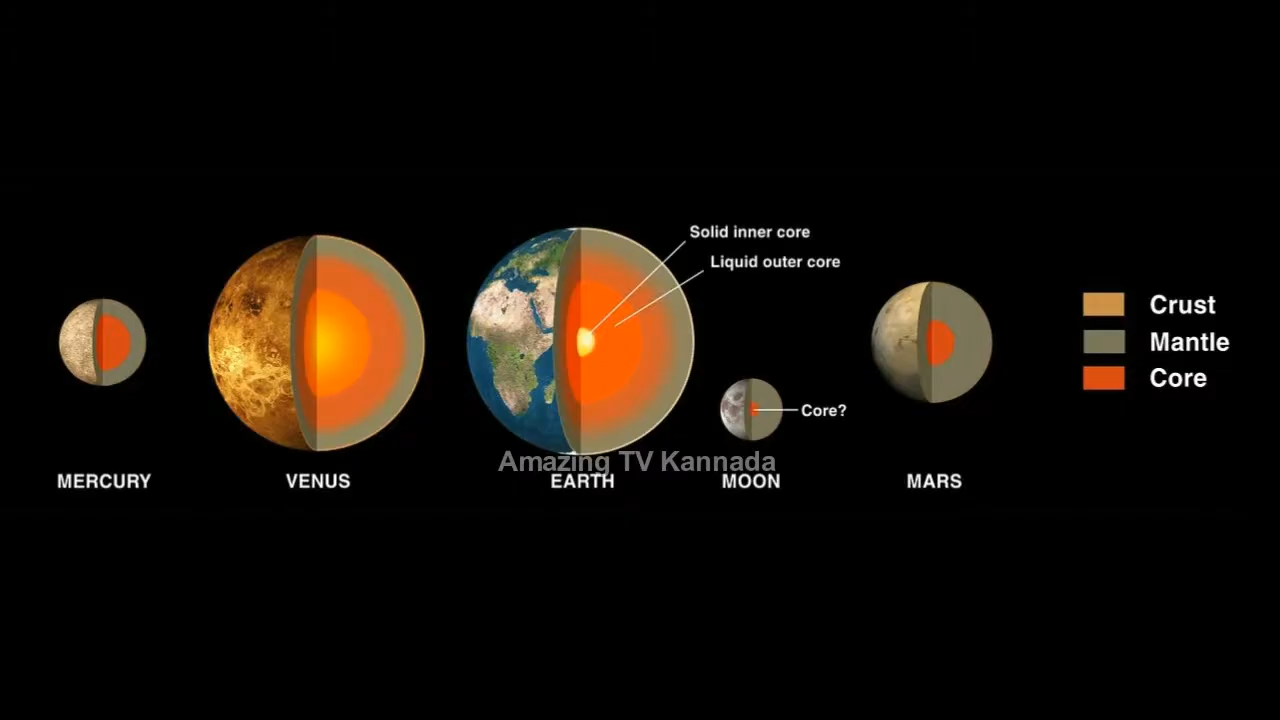 Solid inner core
Liquid outer core
Core?
Crust
Mantle
Core
Amazing TV Kannada
MERCURY
VENUS
EARTH
MOON
MARS